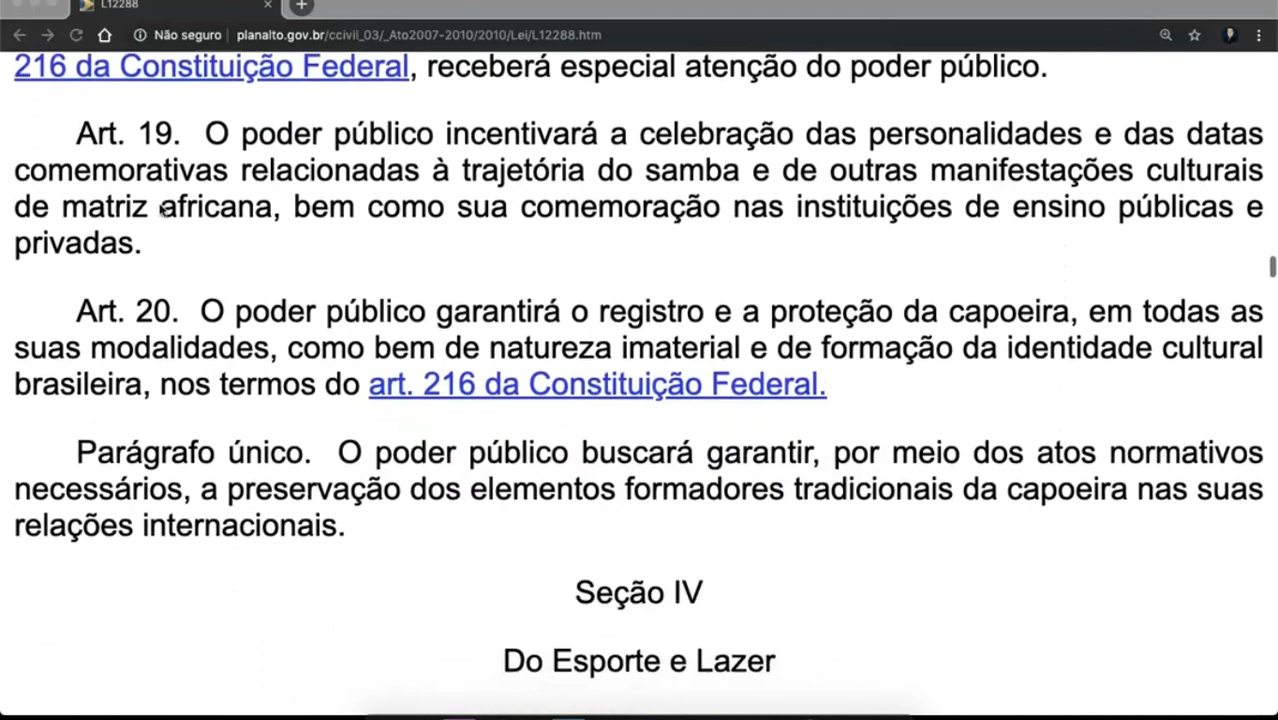 L12288
Não seguro planalto.gov.br/ccivil_03/_Ato2007-2010/2010/Lei/L12288.htm
216 da Constituição Federal, receberá especial atenção do poder público.
Art. 19. O poder público incentivará a celebração das personalidades e das datas
comemorativas relacionadas à trajetória do samba e de outras manifestações culturais
de matriz africana, bem como sua comemoração nas instituições de ensino públicas e
privadas.
Art. 20. O poder público garantirá o registro e a proteção da capoeira, em todas as
suas modalidades, como bem de natureza imaterial e de formação da identidade cultural
brasileira, nos termos do art. 216 da Constituição Federal.
Parágrafo único. O poder público buscará garantir, por meio dos atos normativos
necessários, a preservação dos elementos formadores tradicionais da capoeira nas suas
relações internacionais.
Seção IV
Do Esporte e Lazer